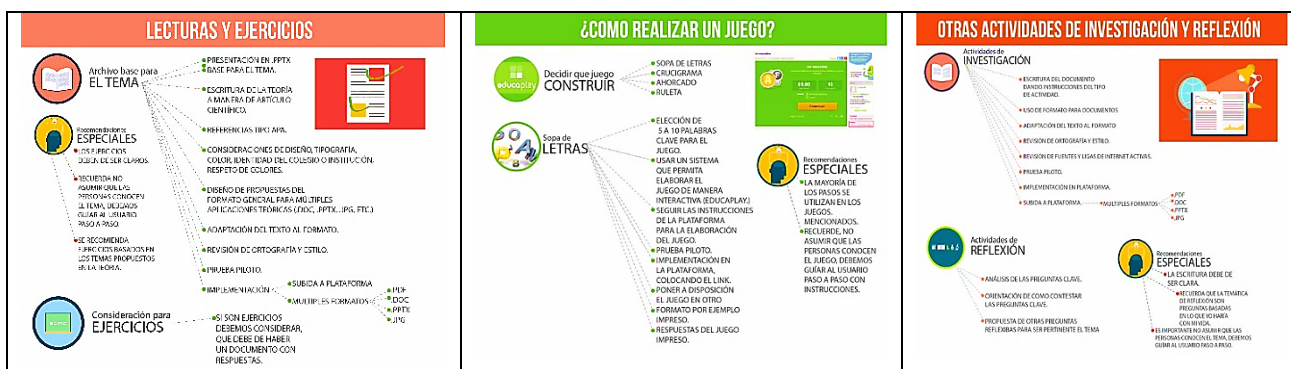 LECTURAS Y EJERCICIOS
Archivo base para
EL TEMA
PRESENTACIÓN EN .PPTX
BASE PARA EL TEMA.
ESCRITURA DE LA TEORÍA
A MANERA DE ARTÍCULO
CIENTÍFICO.
REFERENCIAS TIPO APA.
CONSIDERACIONES DE DISEÑO, TIPOGRAFÍA,
COLOR, IDENTIDAD DEL COLEGIO O INSTITUCIÓN.
RESPETO DE COLORES.
DISEÑO DE PROPUESTAS DEL
FORMATO GENERAL PARA MÚLTIPLES
APLICACIONES TEÓRICAS (.DOC, .PPTX, .JPG, ETC.)
ADAPTACIÓN DEL TEXTO AL FORMATO.
REVISIÓN DE ORTOGRAFÍA Y ESTILO.
PRUEBA PILOTO.
IMPLEMENTACIÓN
SUBIDA A PLATAFORMA
MULTIPLES FORMATOS
.PDF
.DOC
.PPTX
.JPG
Recomendaciones
ESPECIALES
LOS EJERCICIOS
DEBEN DE SER CLAROS.
RECUERDA NO
ASUMIR QUE LAS
PERSONAS CONOCEN
EL TEMA, DEBEMOS
GUÍAR AL USUARIO
PASO A PASO.
SE RECOMIENDA
EJERCICIOS BASADOS EN
LOS TEMAS PROPUESTOS
EN LA TEORÍA.
Consideración para
EJERCICIOS
SI SON EJERCICIOS
DEBEMOS CONSIDERAR,
QUE DEBE DE HABER
UN DOCUMENTO CON
RESPUESTAS.
¿COMO REALIZAR UN JUEGO?
educaplay
Decidir que juego
CONSTRUIR
SOPA DE LETRAS
CRUCIGRAMA
AHORCADO
RULETA
Sopa de
LETRAS
ELECCIÓN DE
5 A 10 PALABRAS
CLAVE PARA EL
JUEGO.
USAR UN SISTEMA
QUE PERMITA
ELABORAR EL
JUEGO DE MANERA
INTERACTIVA (EDUCAPLAY.)
SEGUIR LAS INSTRUCCIONES
DE LA PLATAFORMA
PARA LA ELABORACIÓN
DEL JUEGO.
PRUEBA PILOTO.
IMPLEMENTACIÓN EN
LA PLATAFORMA,
COLOCANDO EL LINK.
PONER A DISPOSICIÓN
EL JUEGO EN OTRO
FORMATO POR EJEMPLO
IMPRESO.
RESPUESTAS DEL JUEGO
IMPRESO.
Recomendaciones
ESPECIALES
LA MAYORÍA DE
LOS PASOS SE
UTILIZAN EN LOS
JUEGOS.
MENCIONADOS.
RECUERDE, NO
ASUMIR QUE LAS
PERSONAS CONOCEN
EL JUEGO, DEBEMOS
GUÍAR AL USUARIO
PASO A PASO CON
INSTRUCCIONES.
OTRAS ACTIVIDADES DE INVESTIGACIÓN Y REFLEXIÓN
Actividades de
INVESTIGACIÓN
ESCRITURA DEL DOCUMENTO
DANDO INSTRUCCIONES DEL TIPO
DE ACTIVIDAD.
USO DE FORMATO PARA DOCUMENTOS
ADAPTACIÓN DEL TEXTO AL FORMATO
REVISIÓN DE ORTOGRAFÍA Y ESTILO.
REVISIÓN DE FUENTES Y LIGAS DE INTERNET ACTIVAS.
PRUEBA PILOTO.
IMPLEMENTACIÓN EN PLATAFORMA.
SUBIDA A PLATAFORMA
MULTIPLES FORMATOS
.PDF
.DOC
.PPTX
.JPG
Actividades de
REFLEXIÓN
ANÁLISIS DE LAS PREGUNTAS CLAVE.
ORIENTACIÓN DE COMO CONTESTAR
LAS PREGUNTAS CLAVE.
PROPUESTA DE OTRAS PREGUNTAS
REFLEXIBAS PARA SER PERTINENTE EL TEMA
Recomendaciones
ESPECIALES
LA ESCRITURA DEBE DE
SER CLARA.
RECUERDA QUE LA TEMÁTICA
DE REFLEXIÓN SON
PREGUNTAS BASADAS
EN LO QUE YO HARÍA
CON MI VIDA.
ES IMPORTANTE NO ASUMIR QUE LAS
PERSONAS CONOCEN EL TEMA, DEBEMOS
GUÍAR AL USUARIO PASO A PASO.